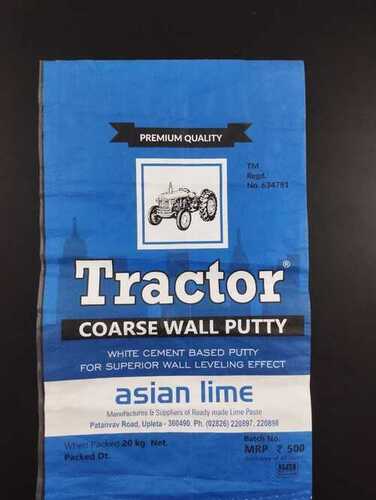 PREMIUM QUALITY
TM
Regd.
No. 634781
Tractor®
COARSE WALL PUTTY
WHITE CEMENT BASED PUTTY
FOR SUPERIOR WALL LEVELING EFFECT
asian lime
Manufactures & Suppliers of Ready made Lime Paste
Patanvav Road, Upleta - 360490. Ph. (02826) 220897, 220898
When Packed 20 kg. Net.
Packed Dt.
Batch No.
MRP ₹ 500